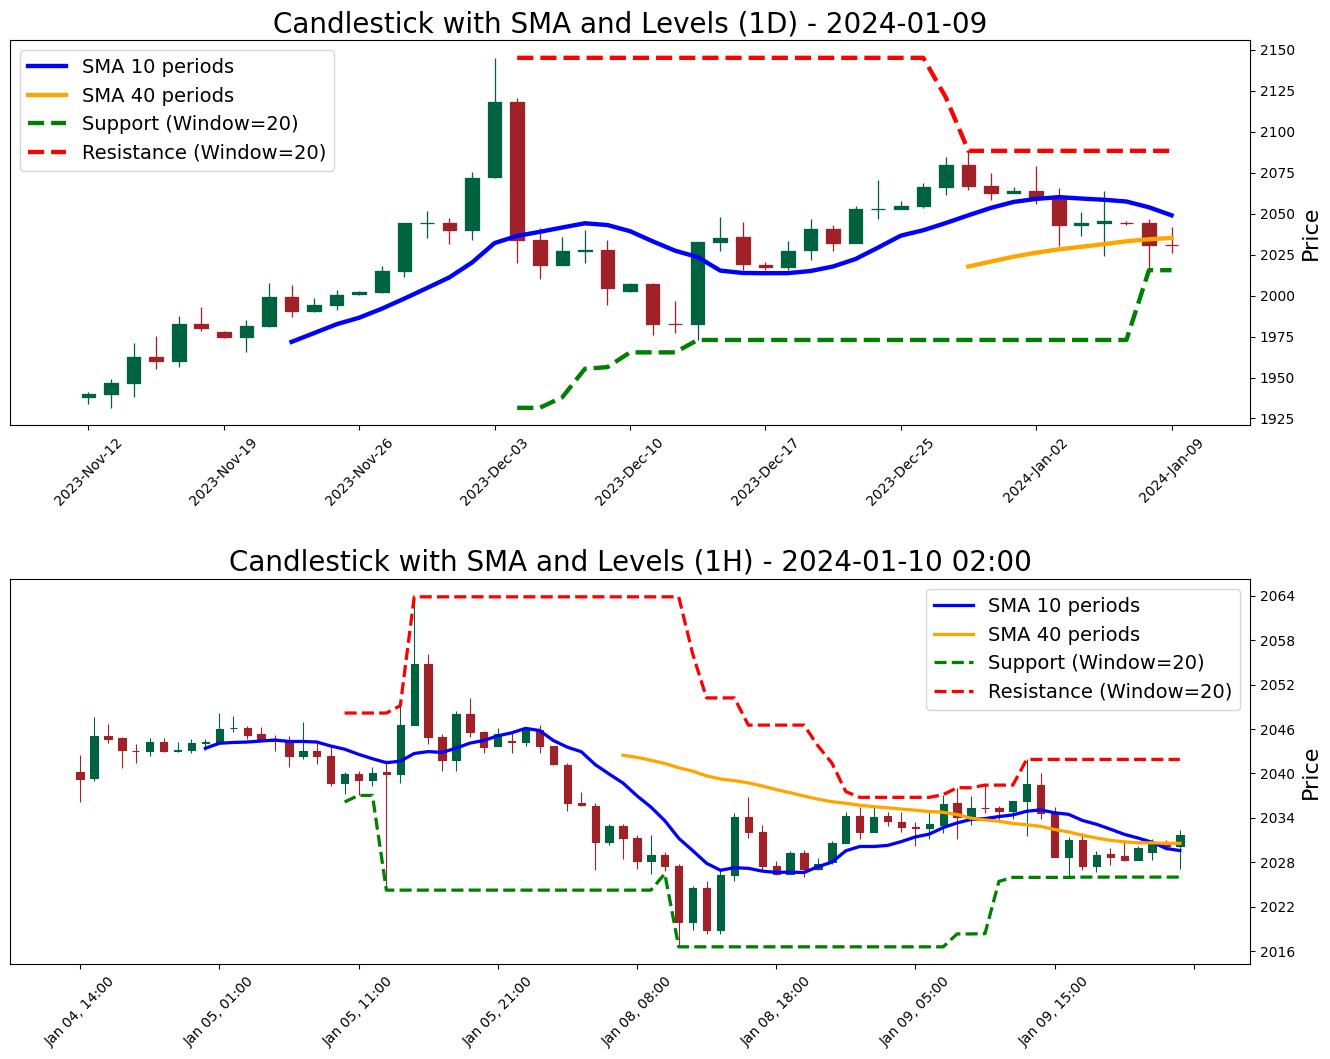 Candlestick with SMA and Levels (1D) - 2024-01-09
SMA 10 periods
SMA 40 periods
Support (Window=20)
Resistance (Window=20)
2150
2125
2100
2075
2050
2025
2000
1975
1950
1925
Price
2023-Nov-12
2023-Nov-19
2023-Nov-26
2023-Dec-03
2023-Dec-10
2023-Dec-17
2023-Dec-25
2024-Jan-02
2024-Jan-09
Candlestick with SMA and Levels (1H) - 2024-01-10 02:00
SMA 10 periods
SMA 40 periods
Support (Window=20)
Resistance (Window=20)
2064
2058
2052
2046
2040
2034
2028
2022
2016
Price
Jan 04, 14:00
Jan 05, 01:00
Jan 05, 11:00
Jan 05, 21:00
Jan 08, 08:00
Jan 08, 18:00
Jan 09, 05:00
Jan 09, 15:00